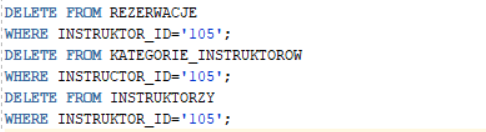 DELETE FROM REZERWACJE
WHERE INSTRUKTOR_ID='105';
DELETE FROM KATEGORIE_INSTRUKTOROW
WHERE INSTRUCTOR_ID='105';
DELETE FROM INSTRUKTORZY
WHERE INSTRUKTOR_ID='105';